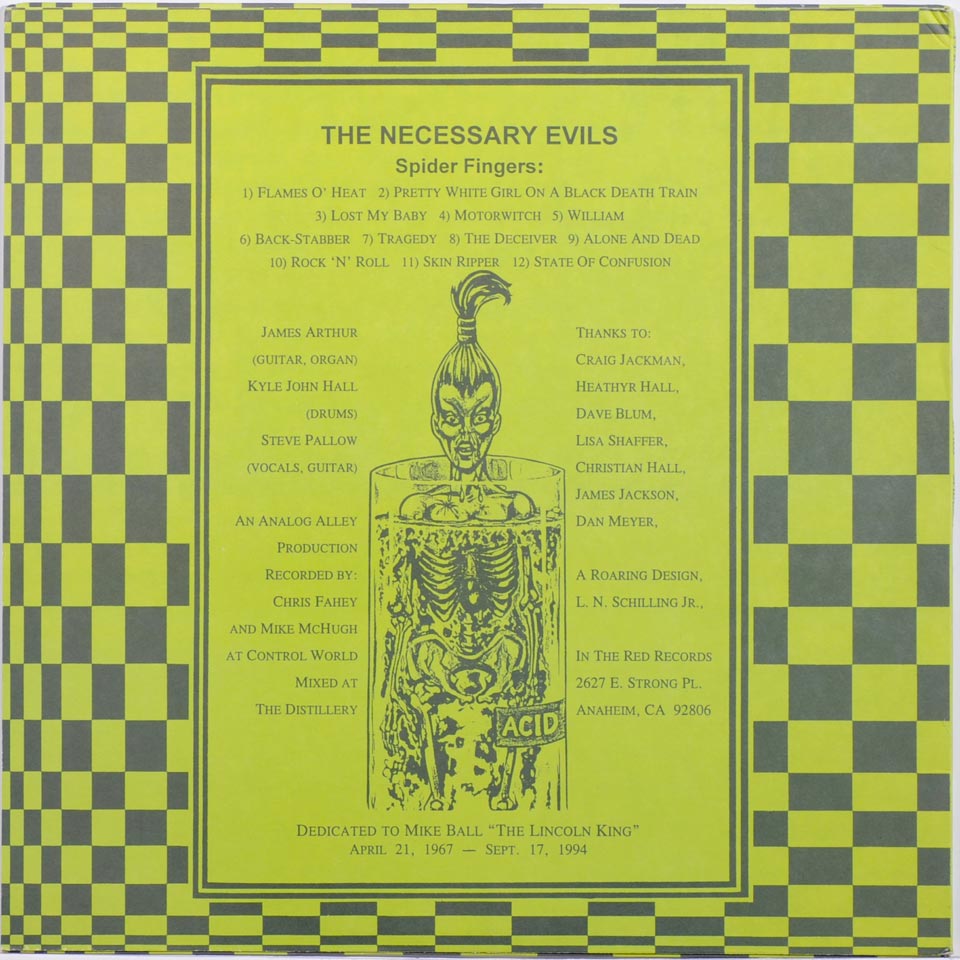 THE NECESSARY EVILS
Spider Fingers:
1) FLAMES O' HEAT 2) PRETTY WHITE GIRL ON A BLACK DEATH TRAIN
3) LOST MY BABY 4) MOTORWITCH 5) WILLIAM
6) BACK-STABBER 7) TRAGEDY 8) THE DECEIVER 9) ALONE AND DEAD
10) ROCK 'N' ROLL 11) SKIN RIPPER 12) STATE OF CONFUSION
JAMES ARTHUR
(GUITAR, ORGAN)
KYLE JOHN HALL
(DRUMS)
STEVE PALLOW
(VOCALS, GUITAR)
AN ANALOG ALLEY
PRODUCTION
RECORDED BY:
CHRIS FAHEY
AND MIKE MCHUGH
AT CONTROL WORLD
MIXED AT
THE DISTILLERY
THANKS TO:
CRAIG JACKMAN,
HEATHYR HALL,
DAVE BLUM,
LISA SHAFFER,
CHRISTIAN HALL,
JAMES JACKSON,
DAN MEYER,
A ROARING DESIGN,
L. N. SCHILLING JR.,
IN THE RED RECORDS
2627 E. STRONG PL.
ANAHEIM, CA 92806
ACID
DEDICATED TO MIKE BALL "THE LINCOLN KING"
APRIL 21, 1967 — SEPT. 17, 1994